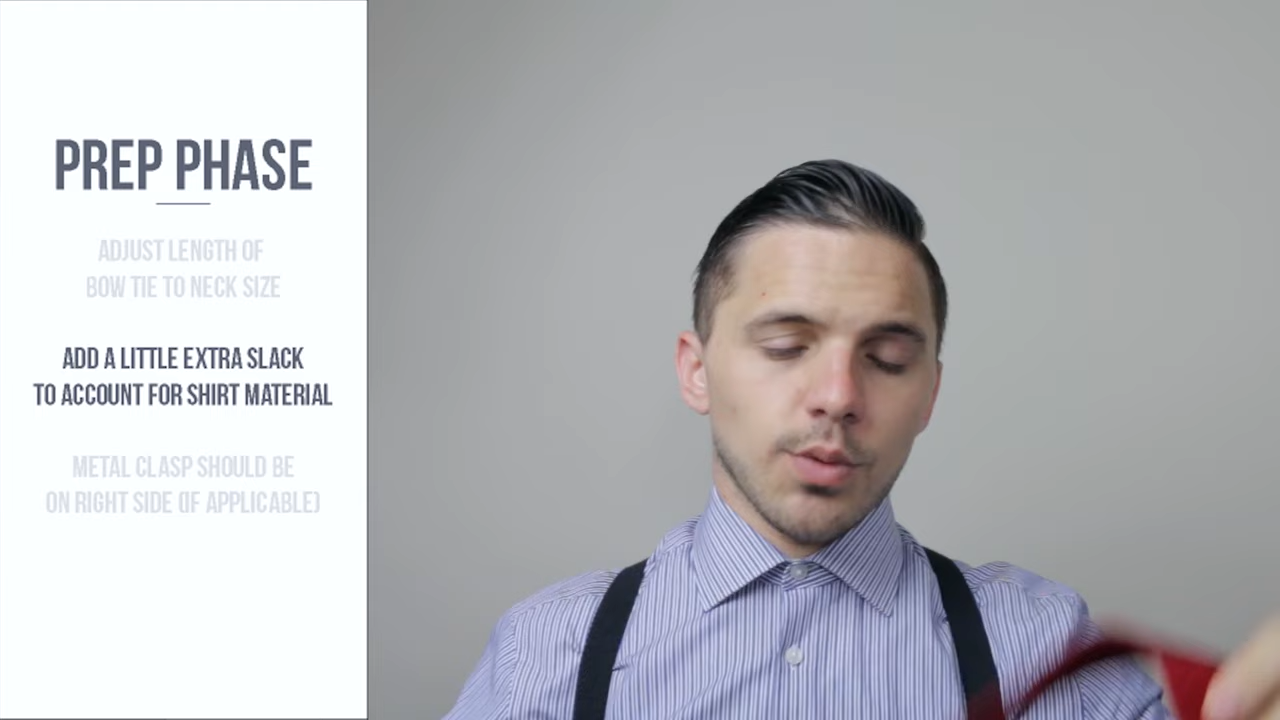 PREP PHASE
ADJUST LENGTH OF
BOW TIE TO NECK SIZE
ADD A LITTLE EXTRA SLACK
TO ACCOUNT FOR SHIRT MATERIAL
METAL CLASP SHOULD BE
ON RIGHT SIDE (IF APPLICABLE)